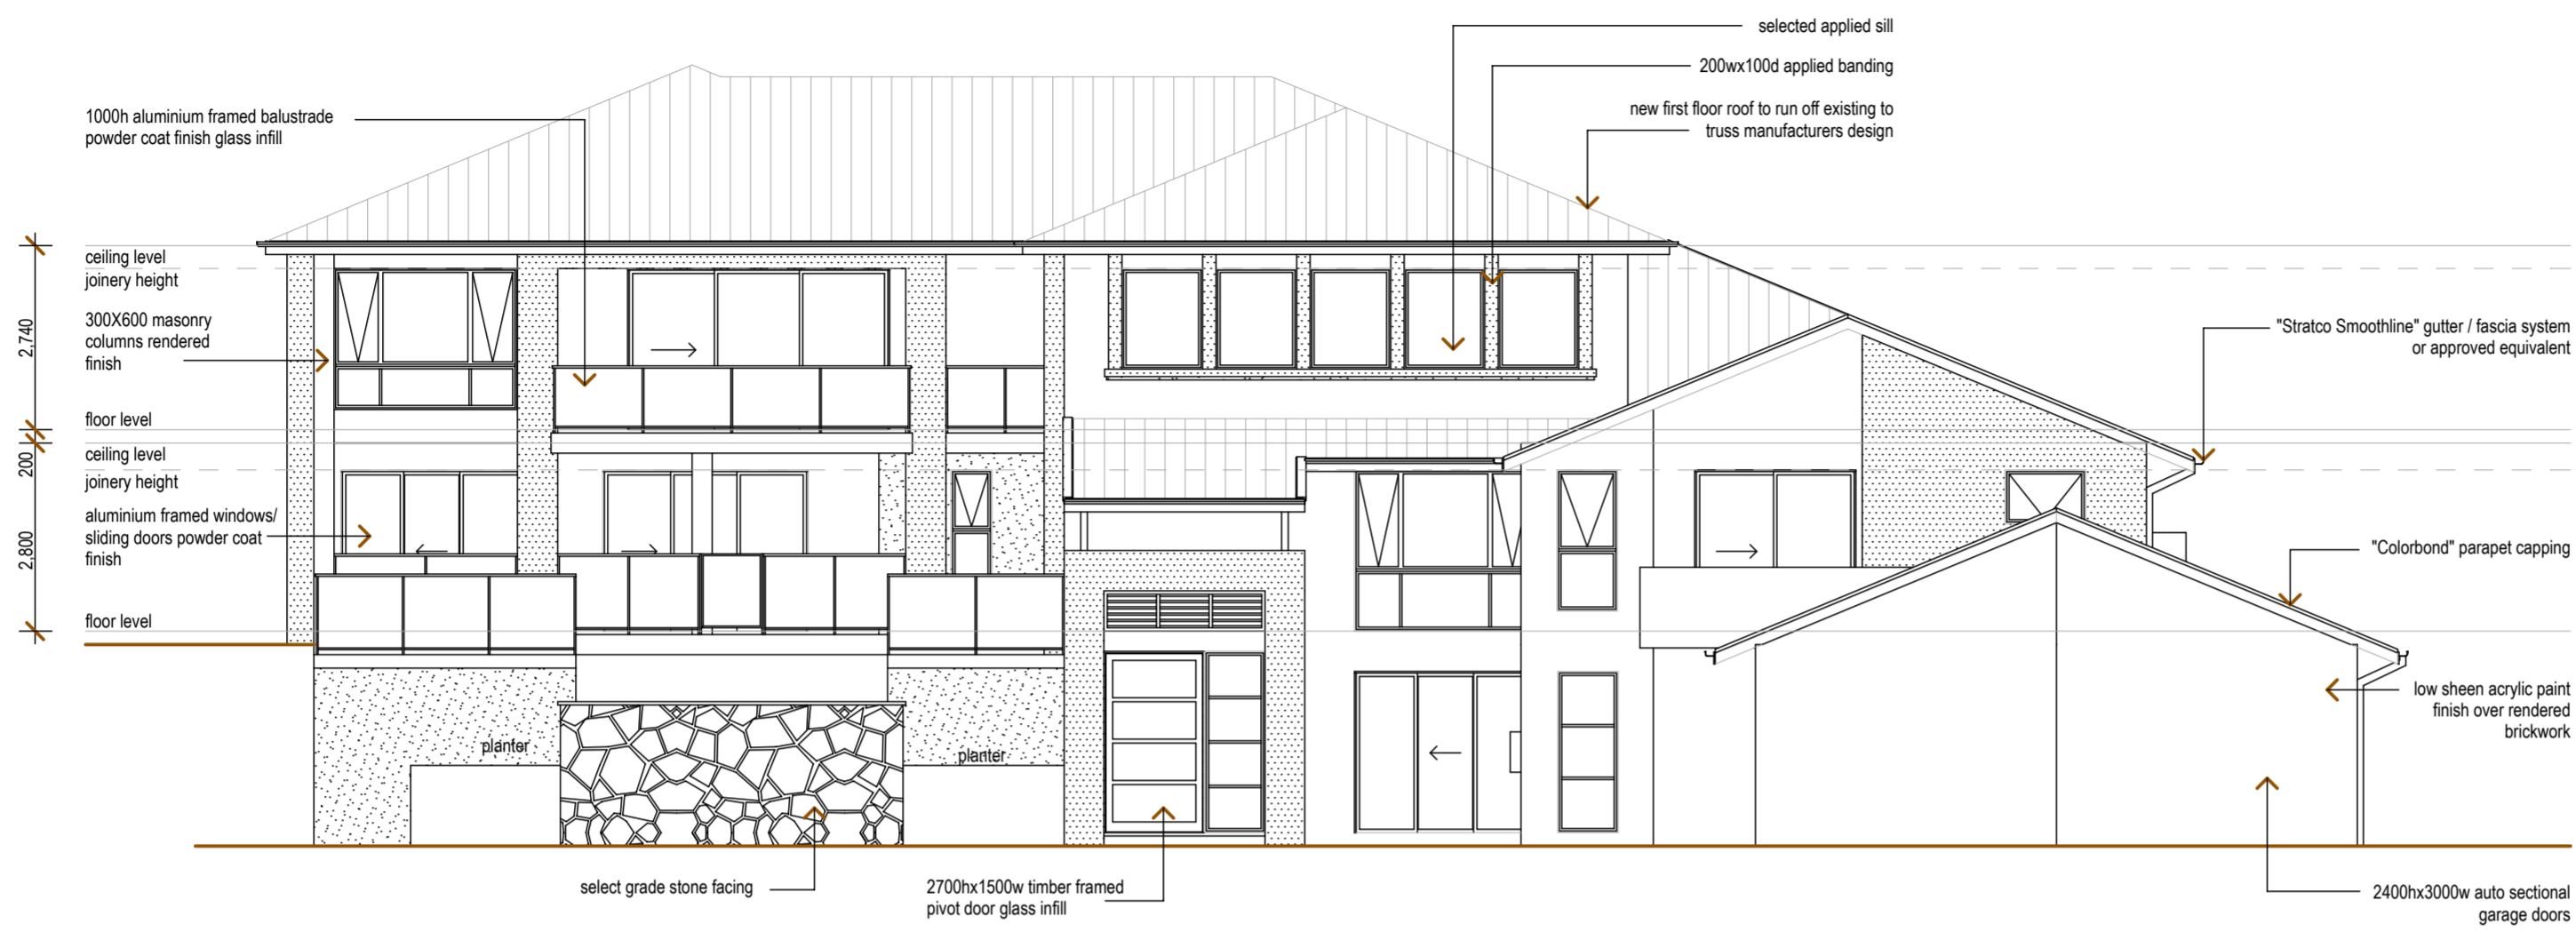 selected applied sill
200wx100d applied banding
new first floor roof to run off existing to
truss manufacturers design
1000h aluminium framed balustrade
powder coat finish glass infill
ceiling level
joinery height
2,740
300X600 masonry
columns rendered
finish
"Stratco Smoothline" gutter / fascia system
or approved equivalent
floor level
200
ceiling level
joinery height
aluminium framed windows/
sliding doors powder coat
finish
2,800
"Colorbond" parapet capping
floor level
low sheen acrylic paint
finish over rendered
brickwork
planter
planter
select grade stone facing
2700hx1500w timber framed
pivot door glass infill
2400hx3000w auto sectional
garage doors